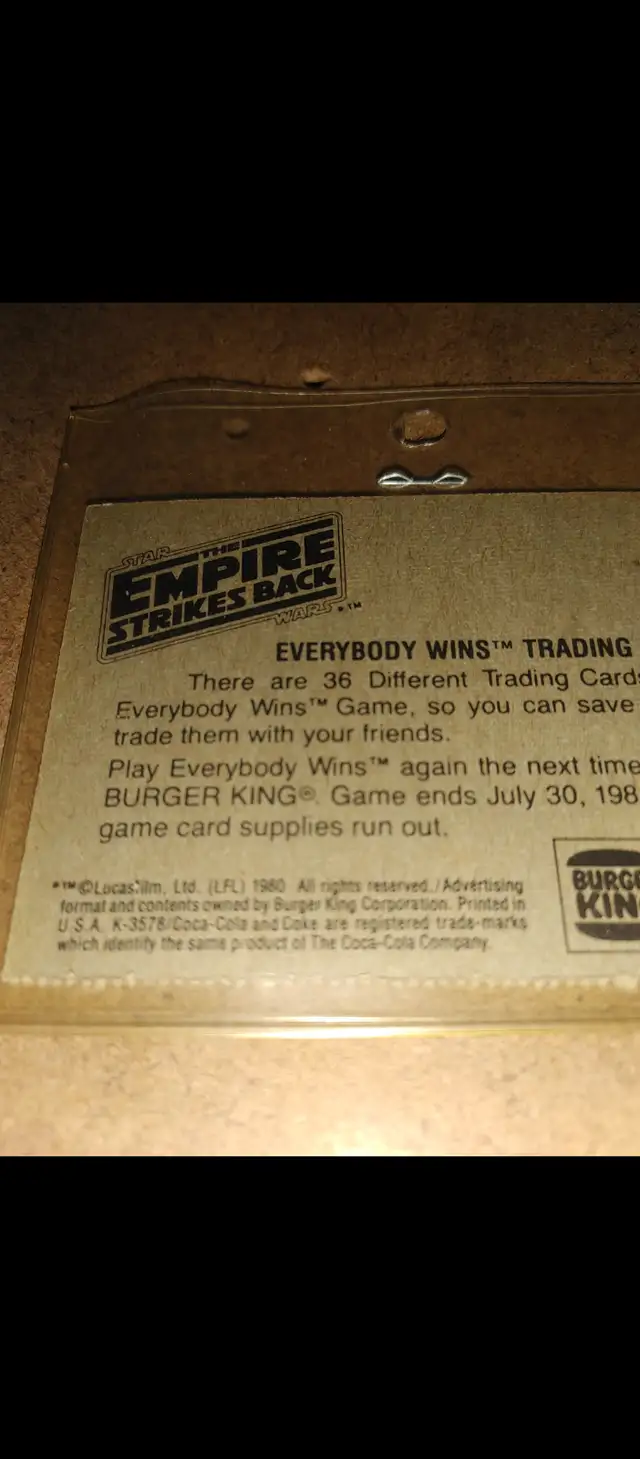 STAR
THE
EMPIRE
STRIKES BACK
WARS *™
EVERYBODY WINS™ TRADING
There are 36 Different Trading Cards
Everybody Wins™ Game, so you can save
trade them with your friends.
Play Everybody Wins™ again the next time
BURGER KING®. Game ends July 30, 198
game card supplies run out.
*™©Lucasfilm, Ltd. (LFL) 1980 All rights reserved./Advertising
format and contents owned by Burger King Corporation. Printed in
U.S.A. K-3578/Coca-Cola and Coke are registered trade-marks
which identify the same product of The Coca-Cola Company.
BURGE
KIN